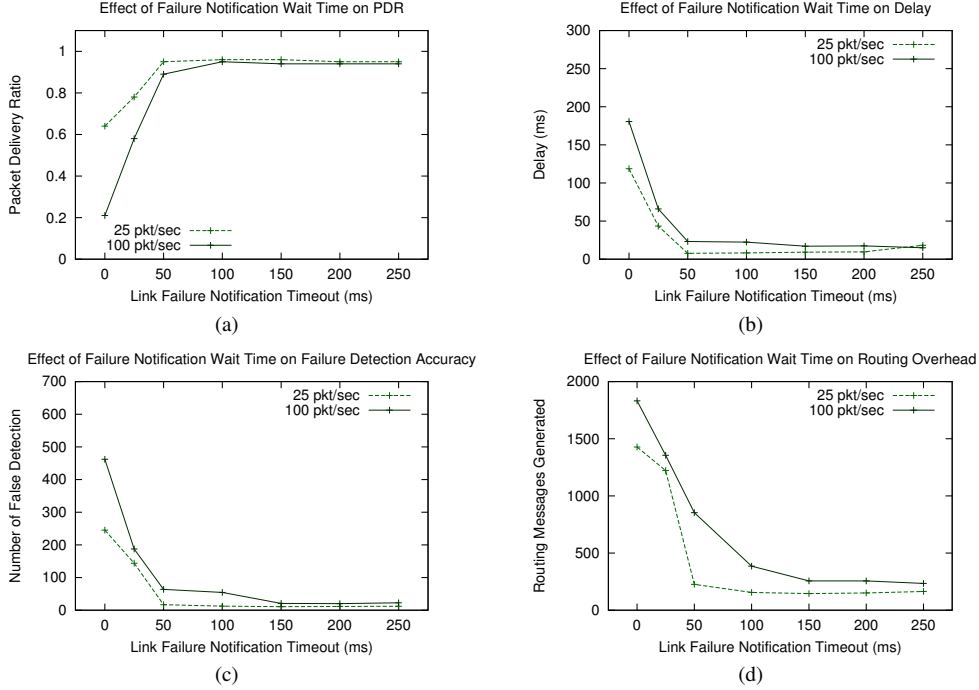 Effect of Failure Notification Wait Time on PDR
1
0.8
0.6
0.4
0.2
0
Packet Delivery Ratio
25 pkt/sec
100 pkt/sec
0 50 100 150 200 250
Link Failure Notification Timeout (ms)
(a)
Effect of Failure Notification Wait Time on Delay
300
250
200
150
100
50
0
Delay (ms)
25 pkt/sec
100 pkt/sec
0 50 100 150 200 250
Link Failure Notification Timeout (ms)
(b)
Effect of Failure Notification Wait Time on Failure Detection Accuracy
700
600
500
400
300
200
100
0
Number of False Detection
25 pkt/sec
100 pkt/sec
0 50 100 150 200 250
Link Failure Notification Timeout (ms)
(c)
Effect of Failure Notification Wait Time on Routing Overhead
2000
1500
1000
500
0
Routing Messages Generated
25 pkt/sec
100 pkt/sec
0 50 100 150 200 250
Link Failure Notification Timeout (ms)
(d)